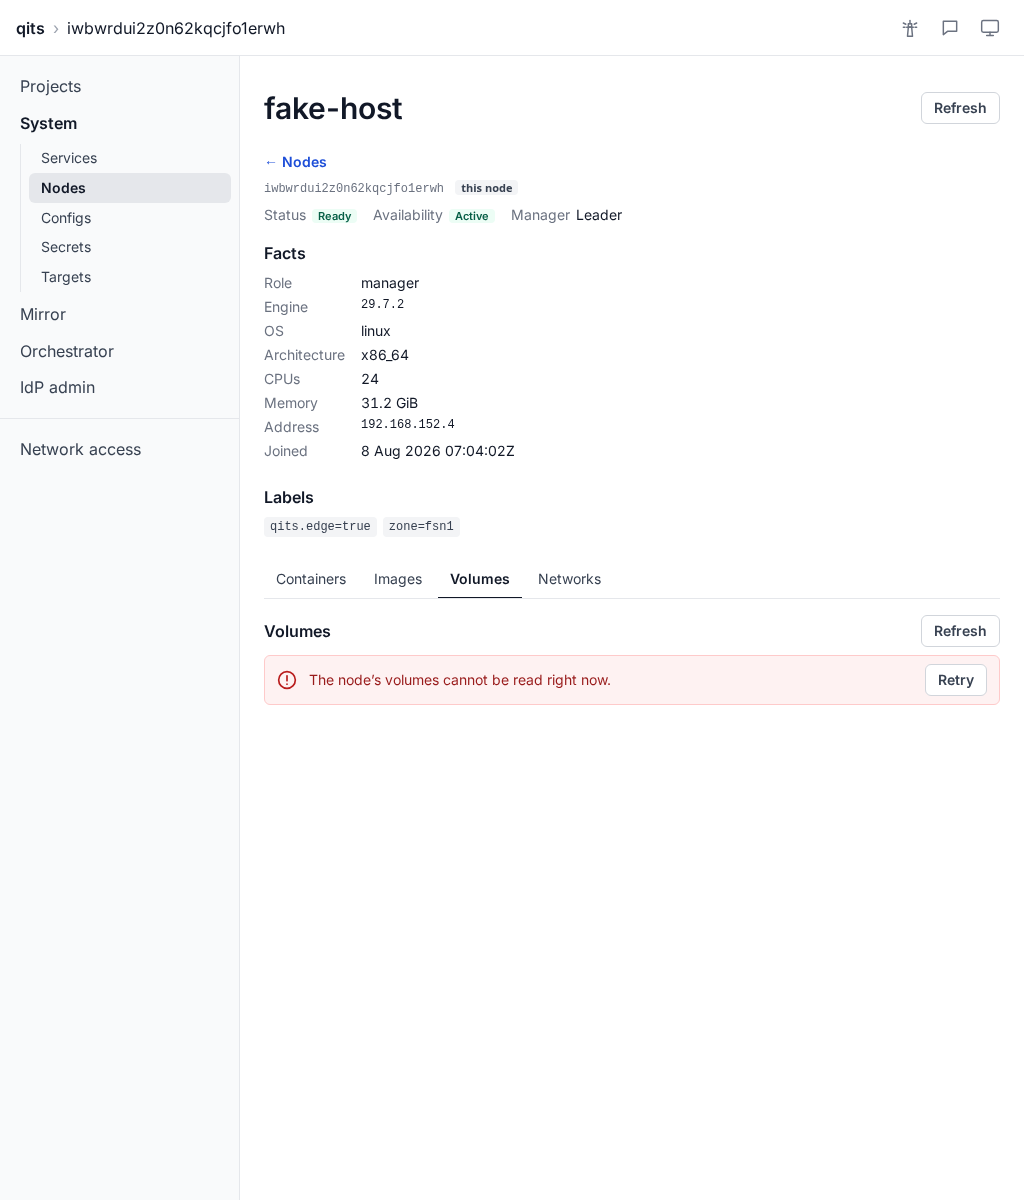 qits › iwbwrdui2z0n62kqcjfo1erwh
Projects
System
Services
Nodes
Configs
Secrets
Targets
Mirror
Orchestrator
IdP admin
Network access
fake-host
Refresh
← Nodes
iwbwrdui2z0n62kqcjfo1erwh this node
Status Ready Availability Active Manager Leader
Facts
Role manager
Engine 29.7.2
OS linux
Architecture x86_64
CPUs 24
Memory 31.2 GiB
Address 192.168.152.4
Joined 8 Aug 2026 07:04:02Z
Labels
qits.edge=true zone=fsn1
Containers Images Volumes Networks
Volumes Refresh
The node’s volumes cannot be read right now. Retry